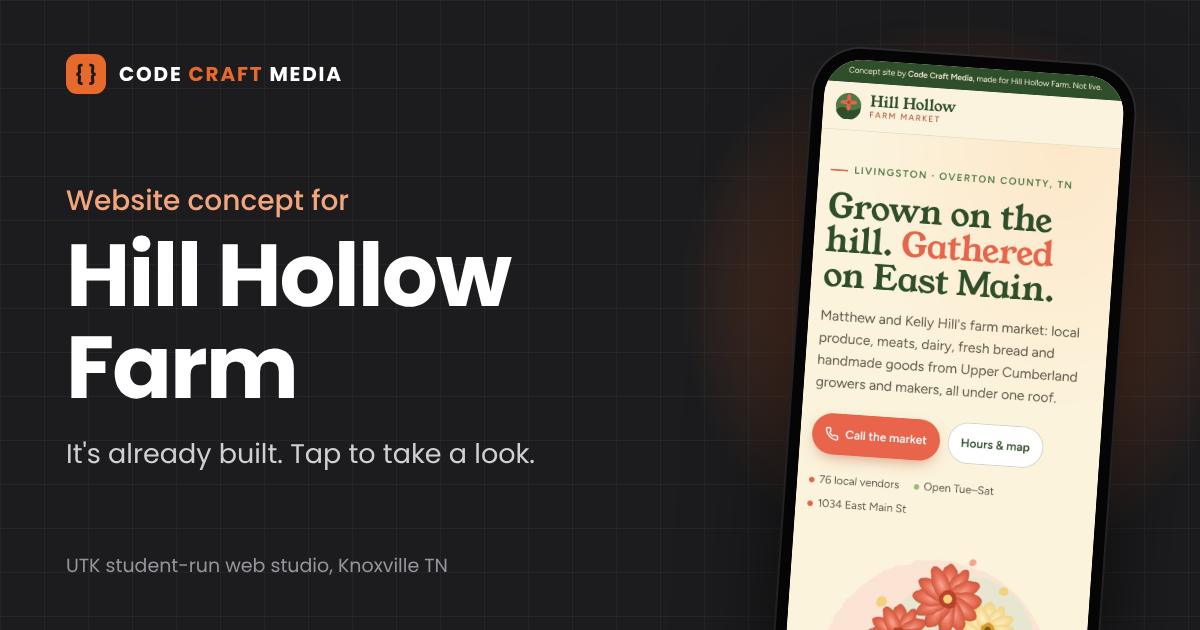 { } CODE CRAFT MEDIA
Website concept for
Hill Hollow
Farm
It's already built. Tap to take a look.
UTK student-run web studio, Knoxville TN
Concept site by Code Craft Media, made for Hill Hollow Farm. Not live.
Hill Hollow
FARM MARKET
LIVINGSTON · OVERTON COUNTY, TN
Grown on the
hill. Gathered
on East Main.
Matthew and Kelly Hill's farm market: local
produce, meats, dairy, fresh bread and
handmade goods from Upper Cumberland
growers and makers, all under one roof.
Call the market
Hours & map
76 local vendors
Open Tue–Sat
1034 East Main St